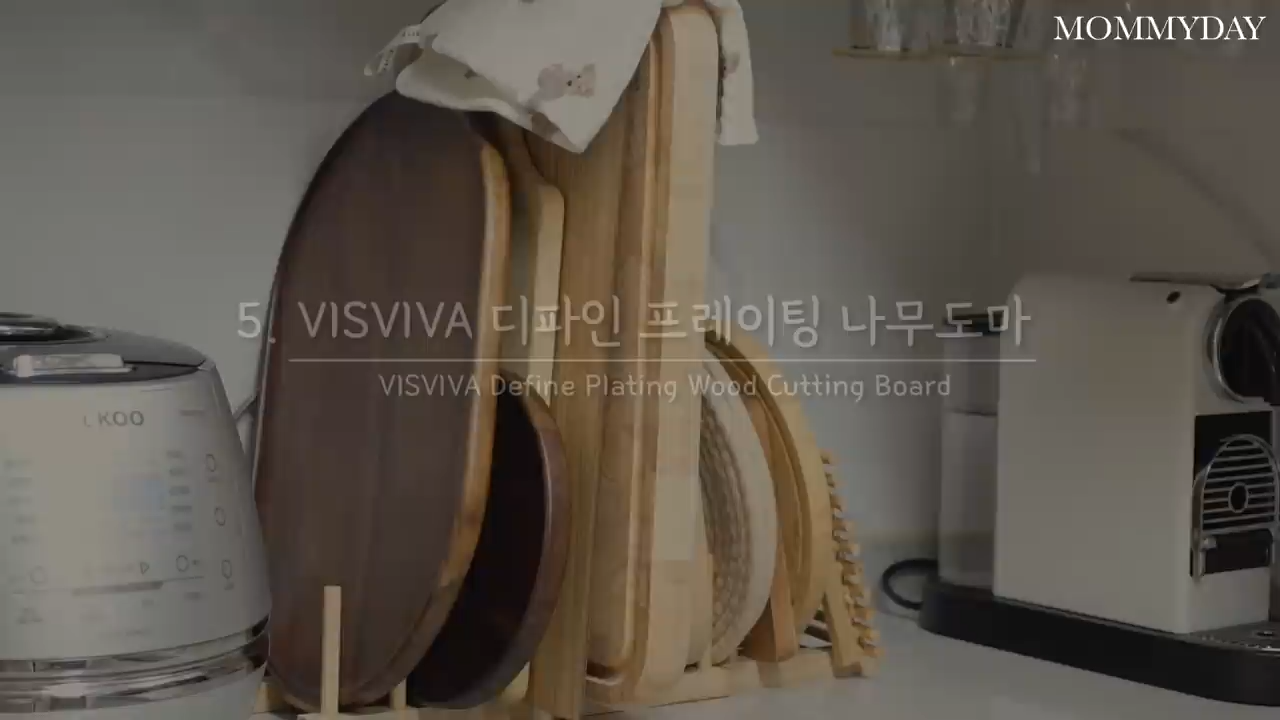 MOMMYDAY
5. VISVIVA 디파인 프레이팅 나무도마
VISVIVA Define Plating Wood Cutting Board
KOO